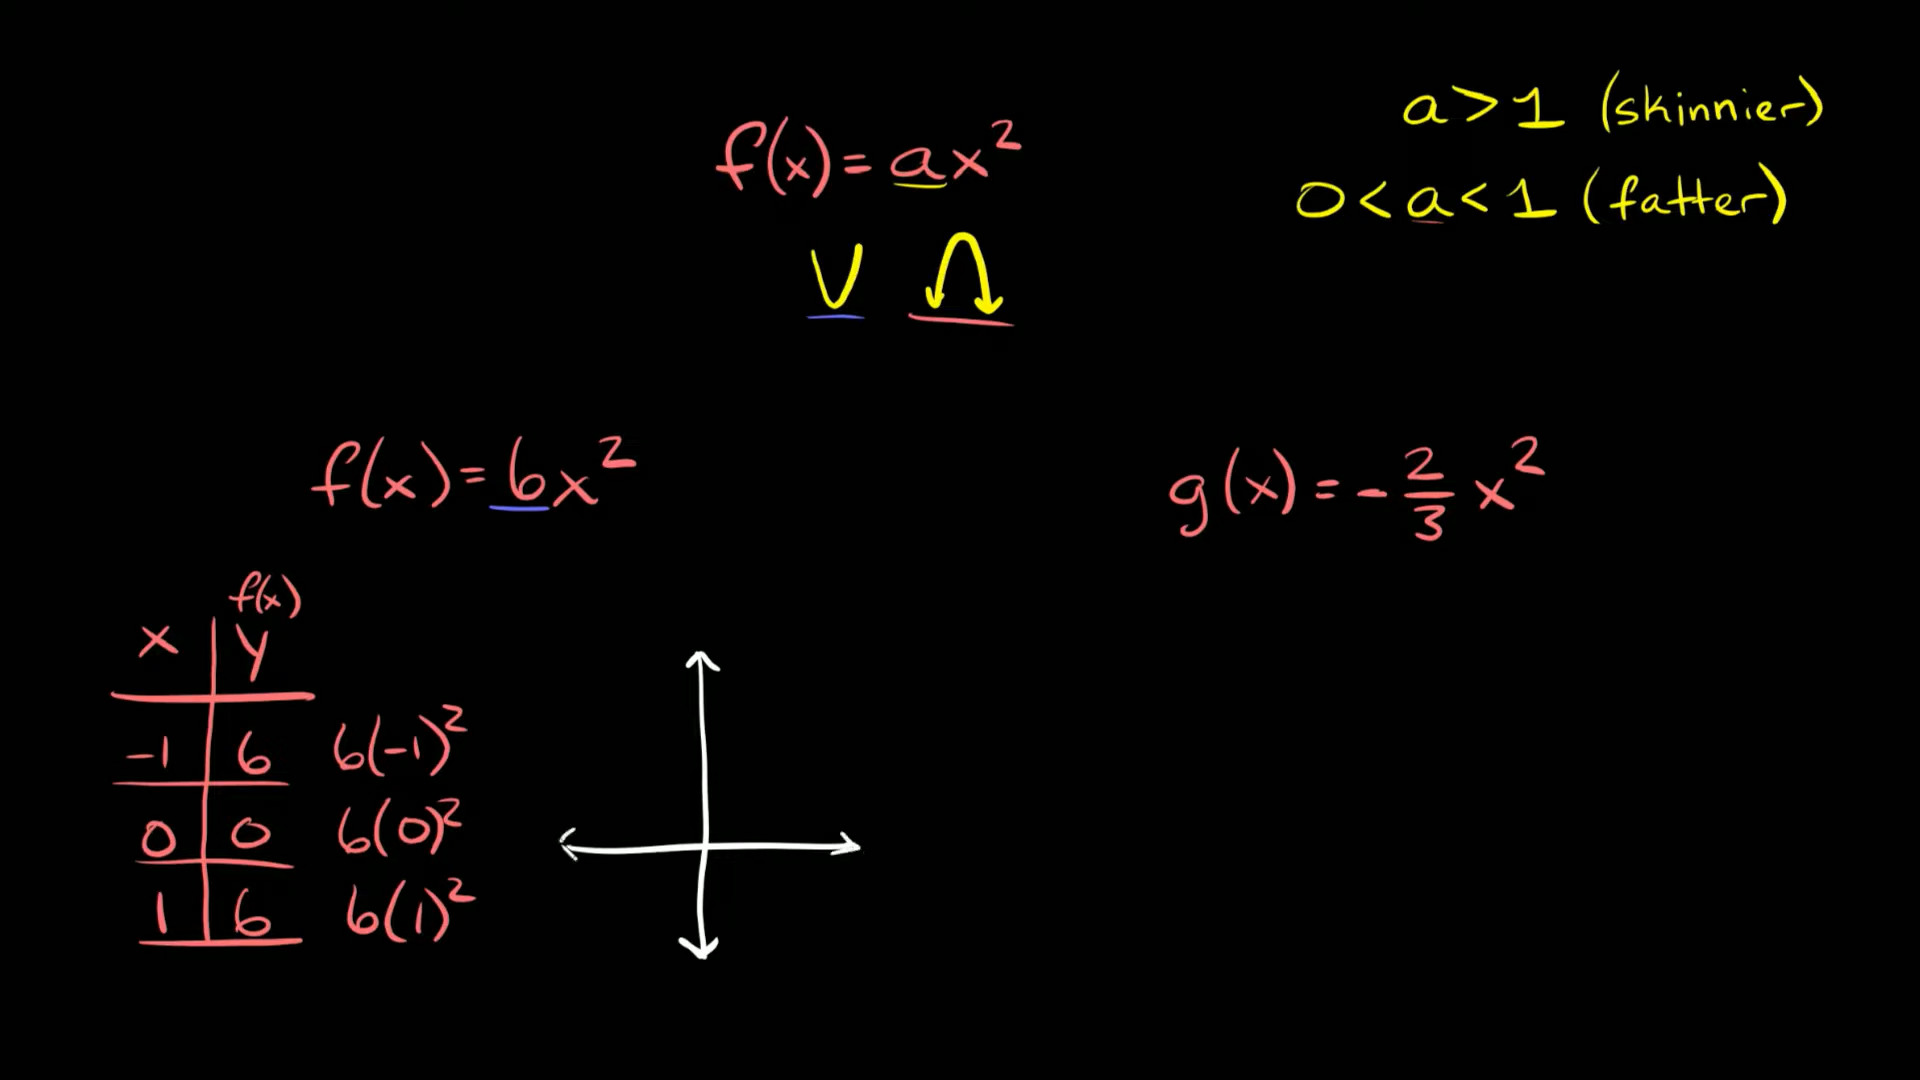 f(x) = ax²
a > 1 (skinnier)
0 < a < 1 (fatter)
f(x) = 6x²
g(x) = - 2/3 x²
f(x)
x y
-1 6 6(-1)²
0 0 6(0)²
1 6 6(1)²